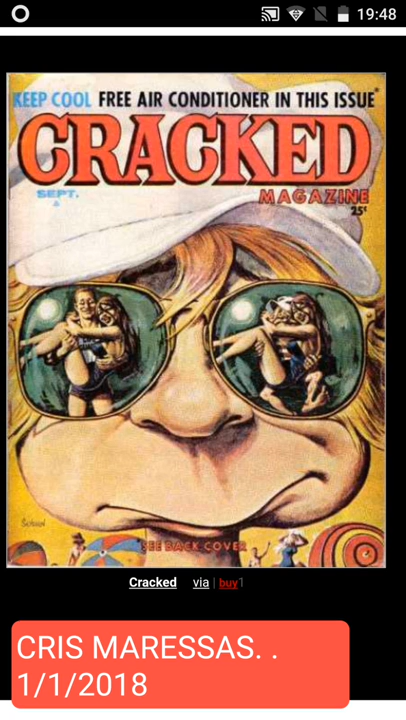 19:48
KEEP COOL FREE AIR CONDITIONER IN THIS ISSUE*
CRACKED
SEPT.
MAGAZINE
25¢
SEE BACK COVER
Cracked via | buy1
CRIS MARESSAS. .
1/1/2018